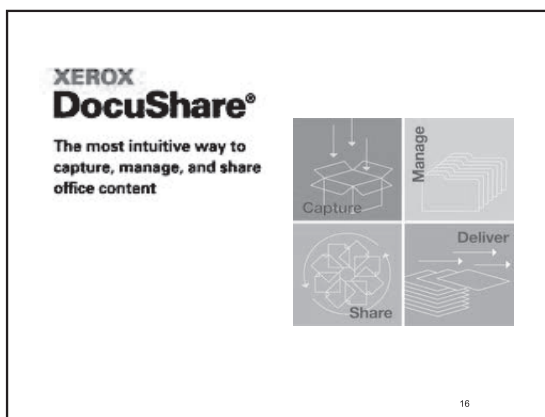 XEROX
DocuShare®
The most intuitive way to
capture, manage, and share
office content
Capture
Manage
Share
Deliver
16